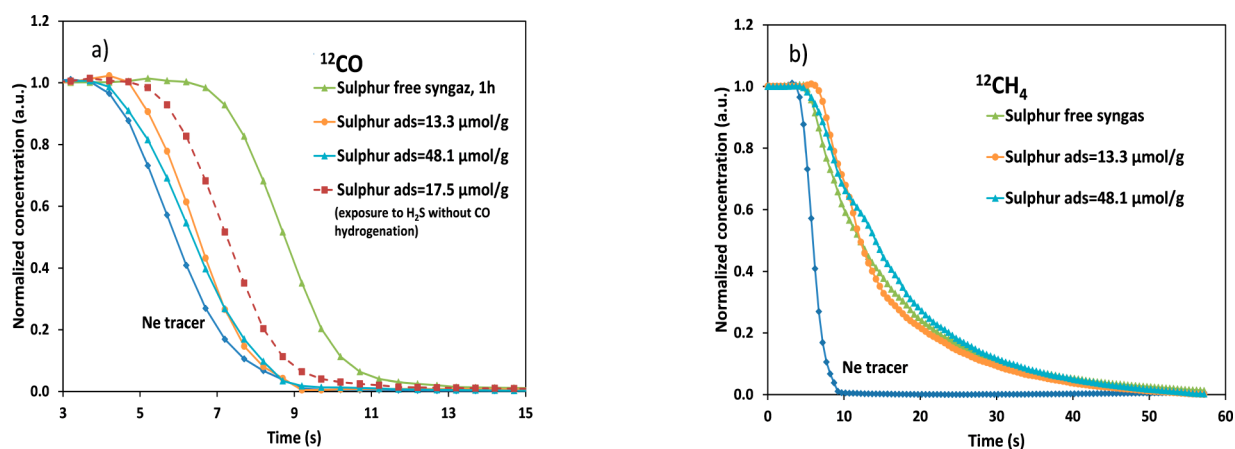 a)
12CO
Sulphur free syngaz, 1h
Sulphur ads=13.3 µmol/g
Sulphur ads=48.1 µmol/g
Sulphur ads=17.5 µmol/g
(exposure to H2S without CO
hydrogenation)
Ne tracer
Normalized concentration (a.u.)
1.2
1.0
0.8
0.6
0.4
0.2
0.0
3 5 7 9 11 13 15
Time (s)
b)
12CH4
Sulphur free syngas
Sulphur ads=13.3 µmol/g
Sulphur ads=48.1 µmol/g
Ne tracer
Normalized concentration (a.u.)
1.2
1.0
0.8
0.6
0.4
0.2
0.0
0 10 20 30 40 50 60
Time (s)